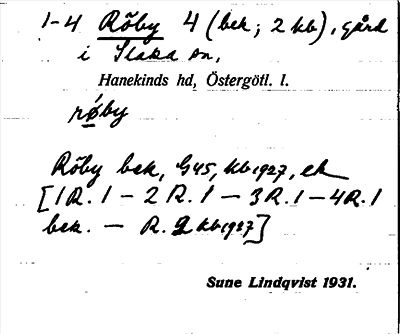 1-4 Röby 4 (bek; 2 kb), gård
i Slaka sn,
Hanekinds hd, Östergötl. l.
röby
Röby bek, G45, kb1927, ek
[1R. 1 – 2R. 1 – 3R. 1 – 4R. 1
bek. – R. 2 kb1927]
Sune Lindqvist 1931.